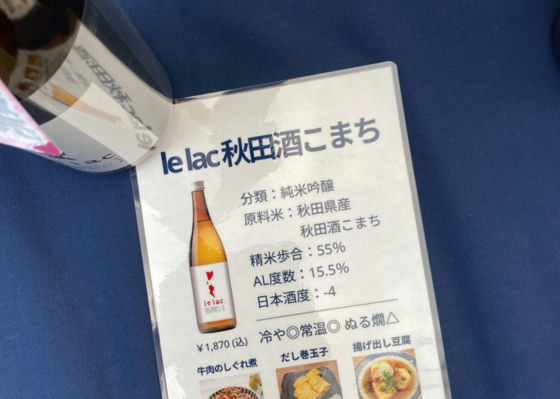 le lac 秋田酒こまち
分類：純米吟醸
原料米：秋田県産
秋田酒こまち
精米歩合：55%
AL度数：15.5%
日本酒度：-4
le lac
¥1,870 (込)
冷や◎常温◎ ぬる燗△
牛肉のしぐれ煮
だし巻玉子
揚げ出し豆腐